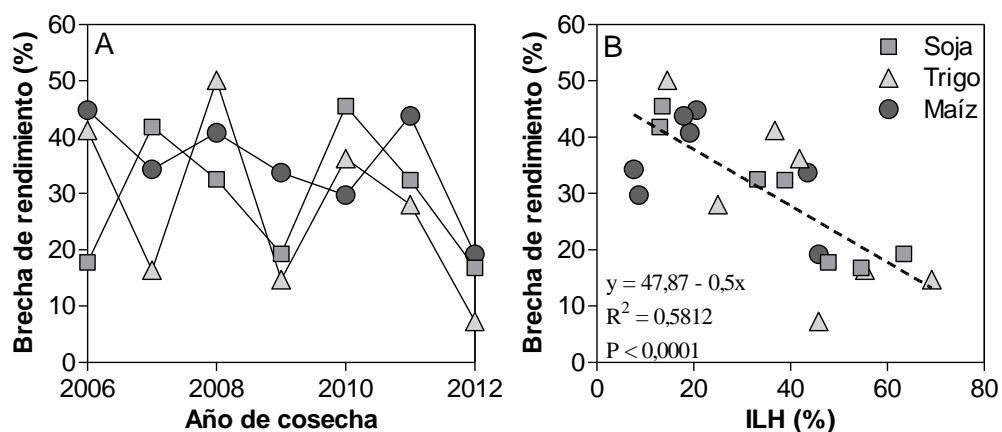 A
Brecha de rendimiento (%)
60
50
40
30
20
10
0
2006 2008 2010 2012
Año de cosecha
B
Soja
Trigo
Maíz
Brecha de rendimiento (%)
60
50
40
30
20
10
0
y = 47,87 - 0,5x
R² = 0,5812
P < 0,0001
0 20 40 60 80
ILH (%)